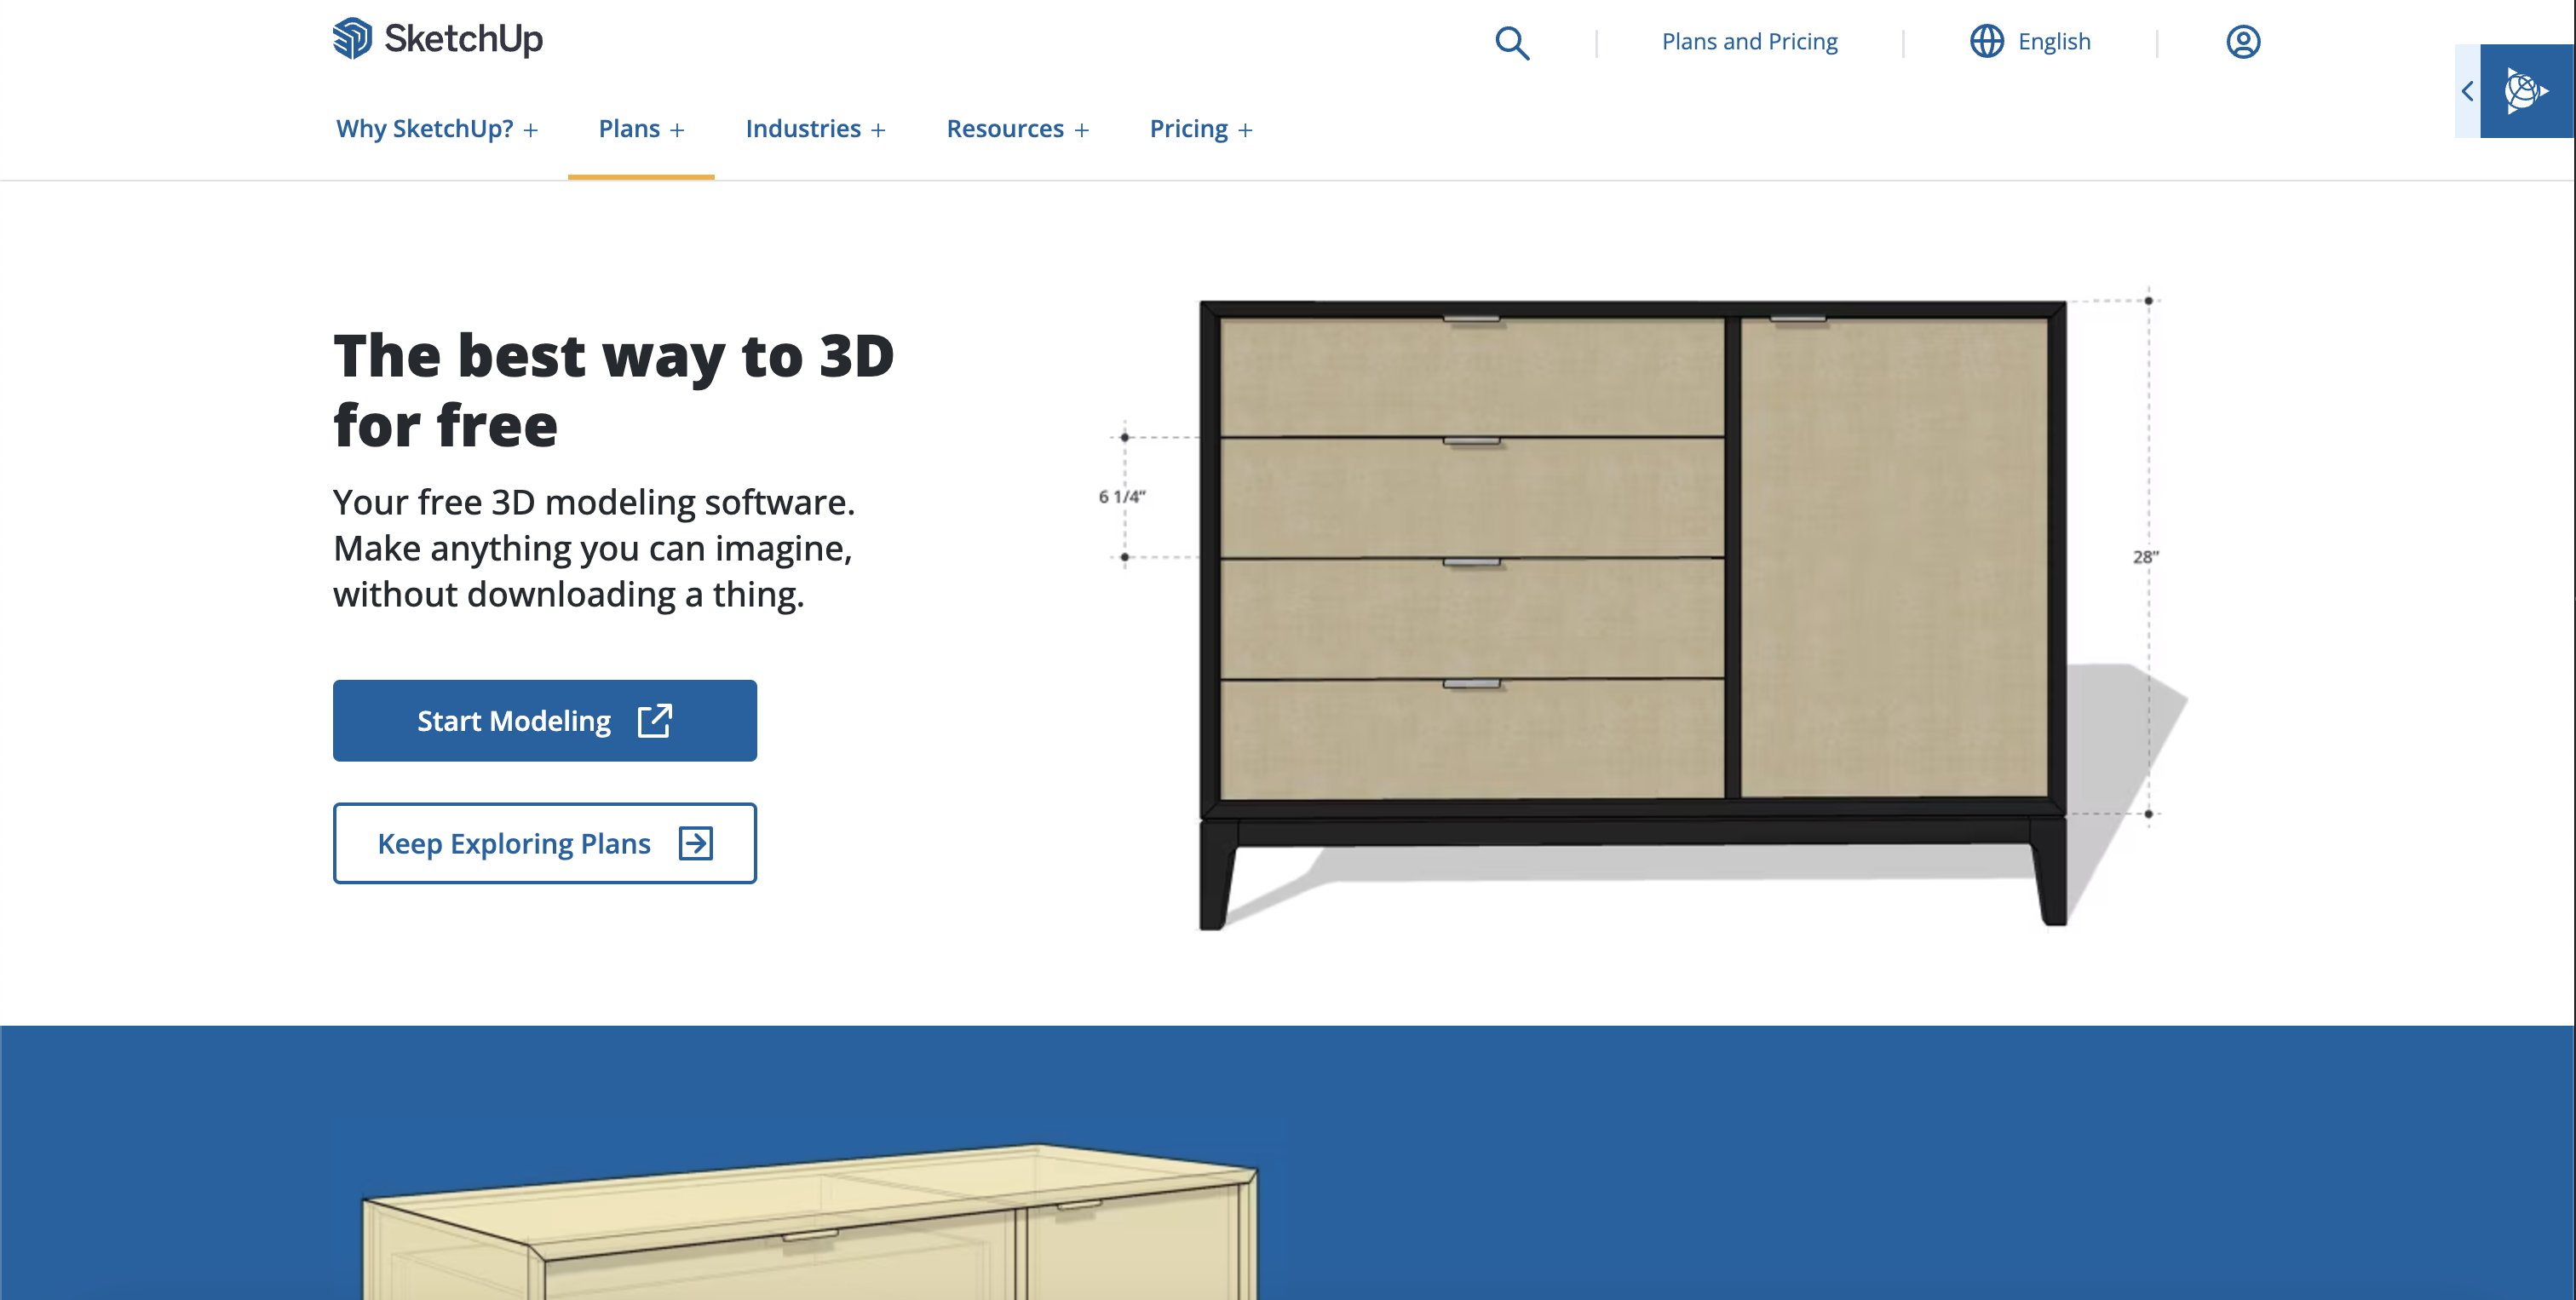 SketchUp
Plans and Pricing
English
Why SketchUp? +
Plans +
Industries +
Resources +
Pricing +
The best way to 3D
for free
Your free 3D modeling software.
Make anything you can imagine,
without downloading a thing.
Start Modeling
Keep Exploring Plans
6 1/4"
28"